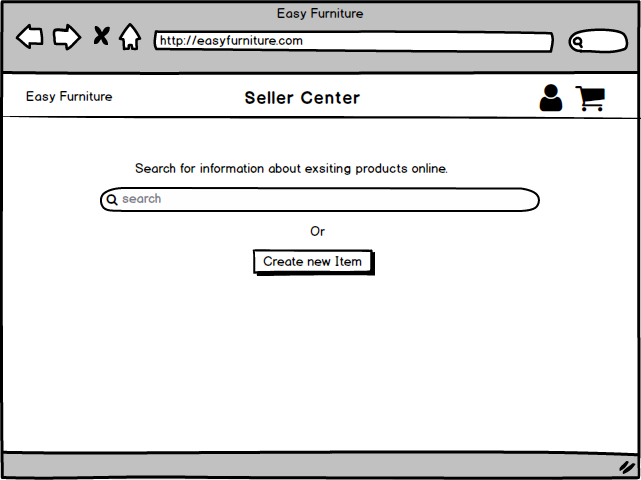 Easy Furniture
http://easyfurniture.com
Easy Furniture
Seller Center
Search for information about exsiting products online.
search
Or
Create new Item